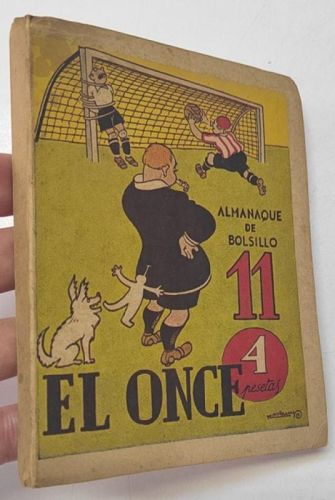 ALMANAQUE
DE
BOLSILLO
11
4
pesetas
EL ONCE